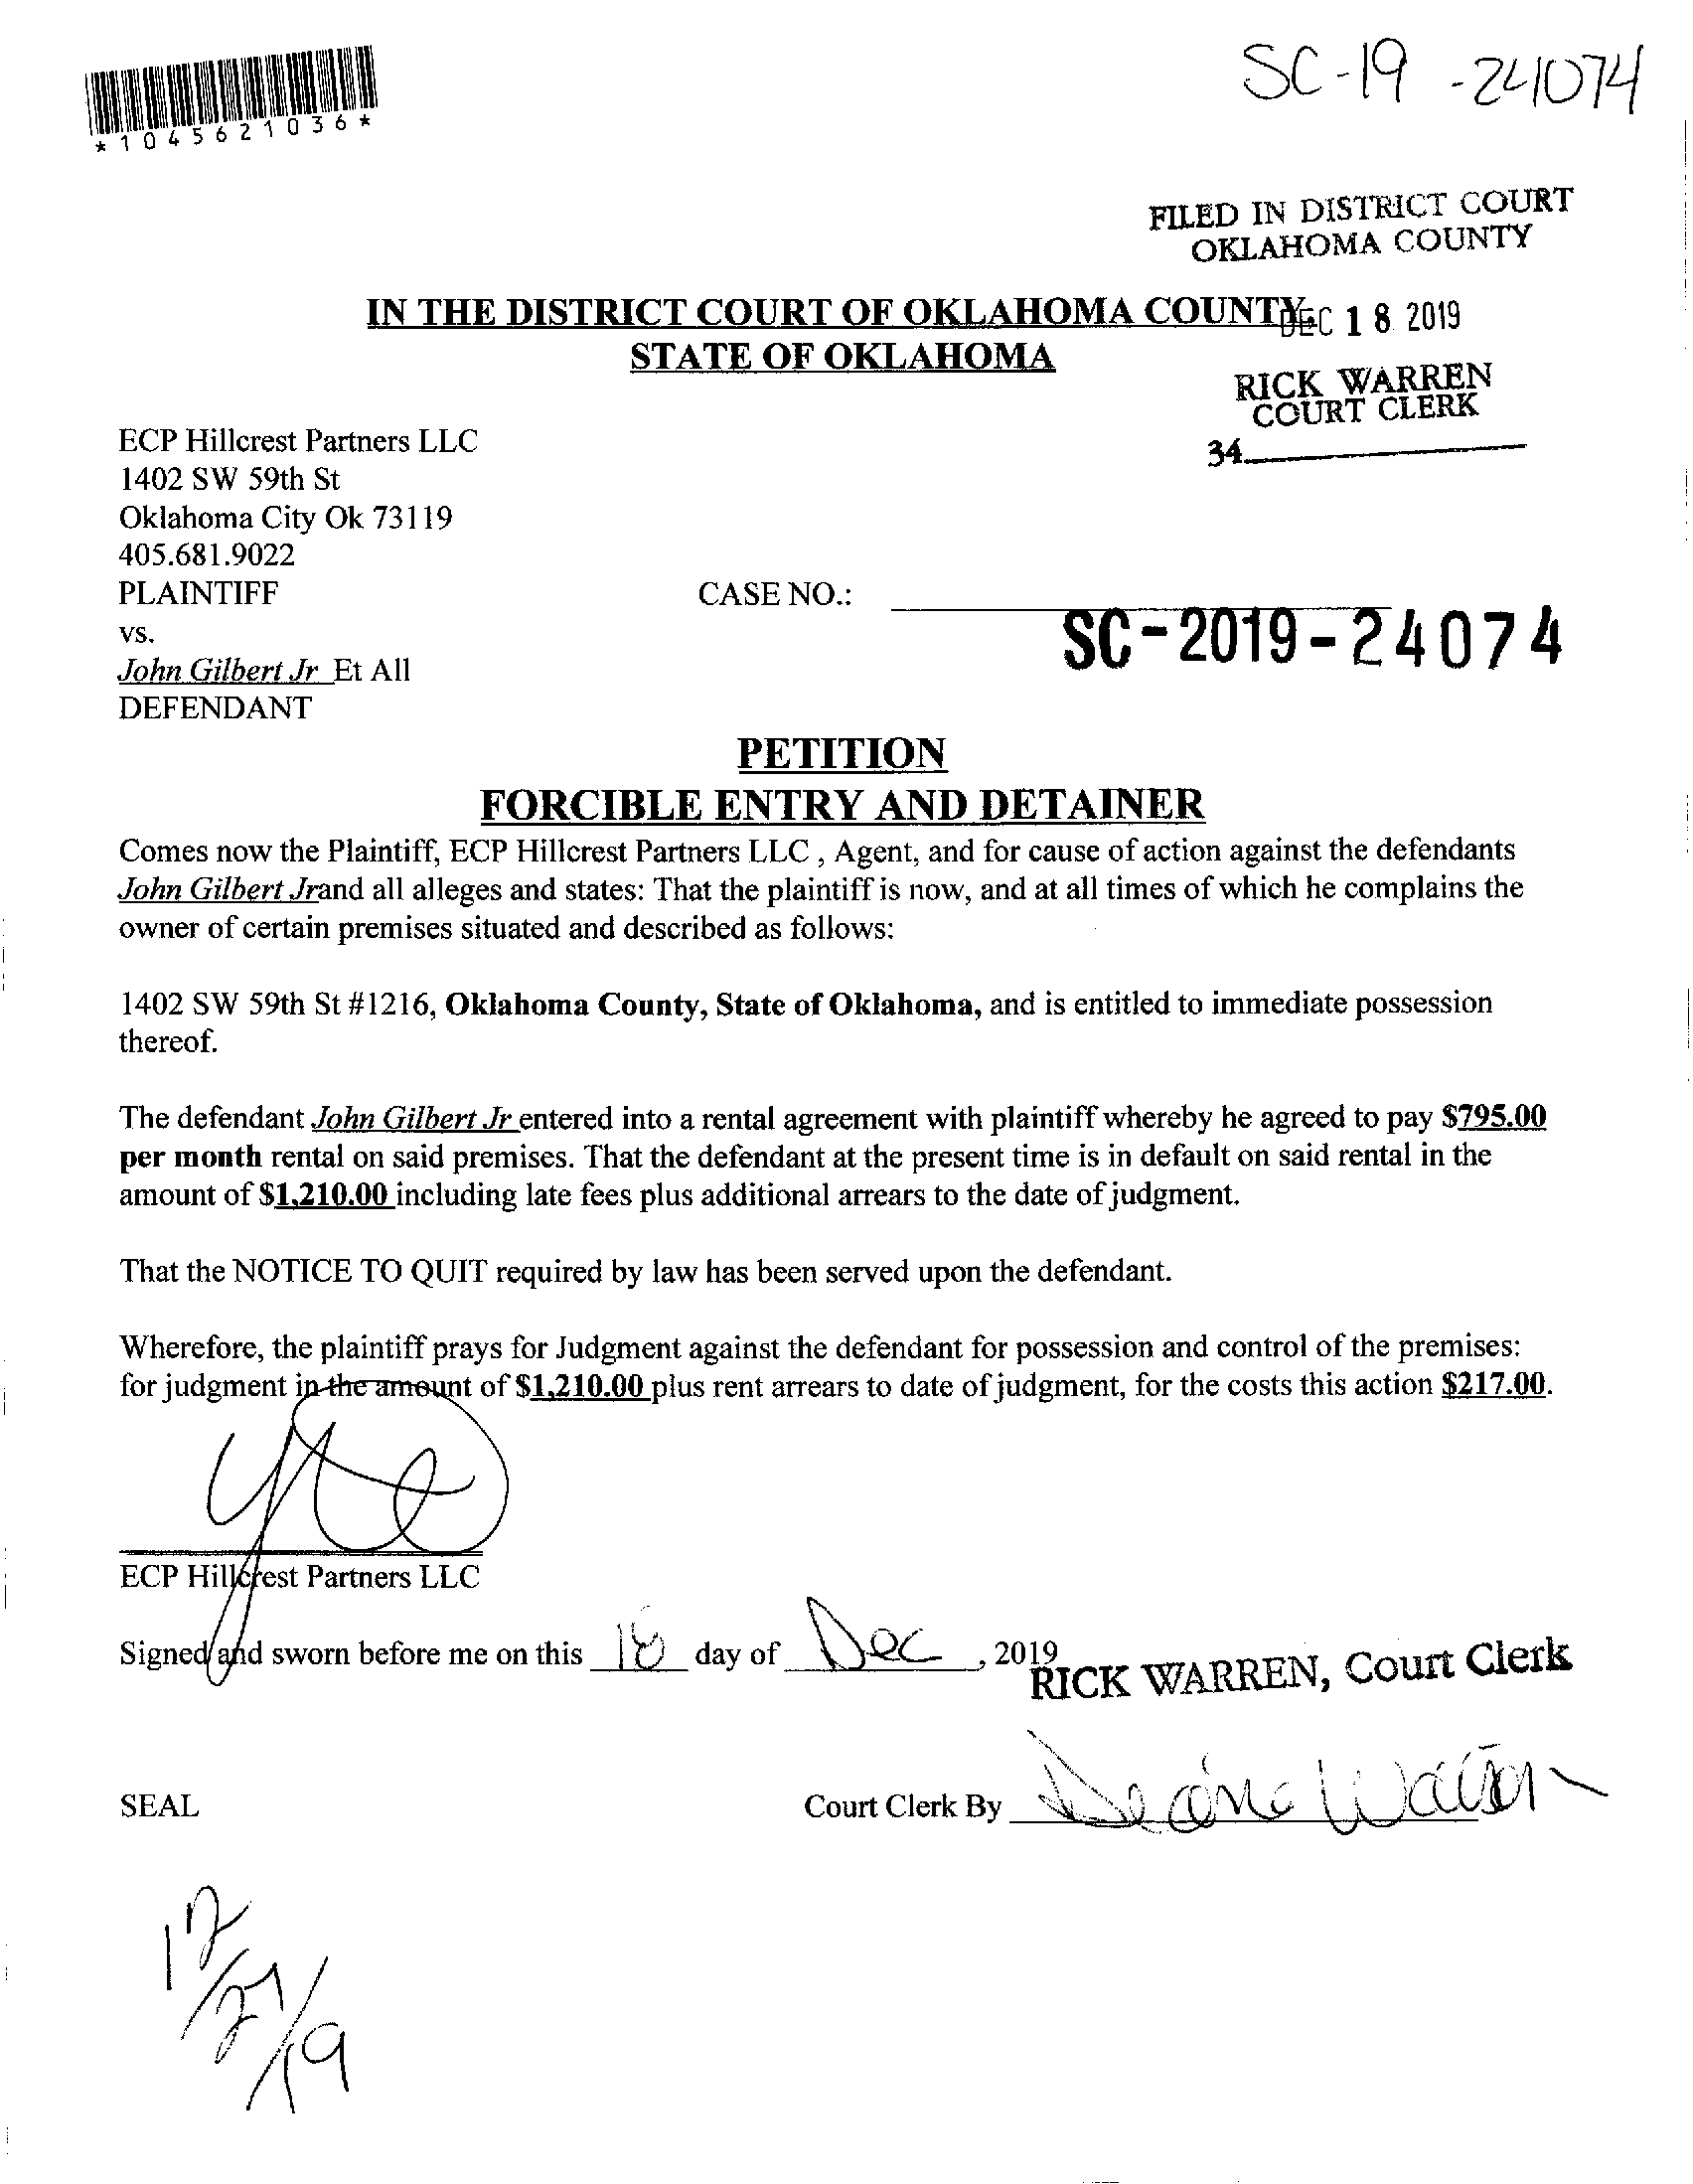 SC-19 -24074
*1045621036*
FILED IN DISTRICT COURT
OKLAHOMA COUNTY
IN THE DISTRICT COURT OF OKLAHOMA COUNTY
DEC 18 2019
STATE OF OKLAHOMA
RICK WARREN
COURT CLERK
34
ECP Hillcrest Partners LLC
1402 SW 59th St
Oklahoma City Ok 73119
405.681.9022
PLAINTIFF
CASE NO.:
SC-2019-24074
vs.
John Gilbert Jr Et All
DEFENDANT
PETITION
FORCIBLE ENTRY AND DETAINER
Comes now the Plaintiff, ECP Hillcrest Partners LLC , Agent, and for cause of action against the defendants
John Gilbert Jrand all alleges and states: That the plaintiff is now, and at all times of which he complains the
owner of certain premises situated and described as follows:
1402 SW 59th St #1216, Oklahoma County, State of Oklahoma, and is entitled to immediate possession
thereof.
The defendant John Gilbert Jr entered into a rental agreement with plaintiff whereby he agreed to pay $795.00
per month rental on said premises. That the defendant at the present time is in default on said rental in the
amount of $1,210.00 including late fees plus additional arrears to the date of judgment.
That the NOTICE TO QUIT required by law has been served upon the defendant.
Wherefore, the plaintiff prays for Judgment against the defendant for possession and control of the premises:
for judgment in the amount of $1,210.00 plus rent arrears to date of judgment, for the costs this action $217.00.
ECP Hillcrest Partners LLC
Signed and sworn before me on this 18 day of Dec , 2019
RICK WARREN, Court Clerk
SEAL
Court Clerk By
12/27/19